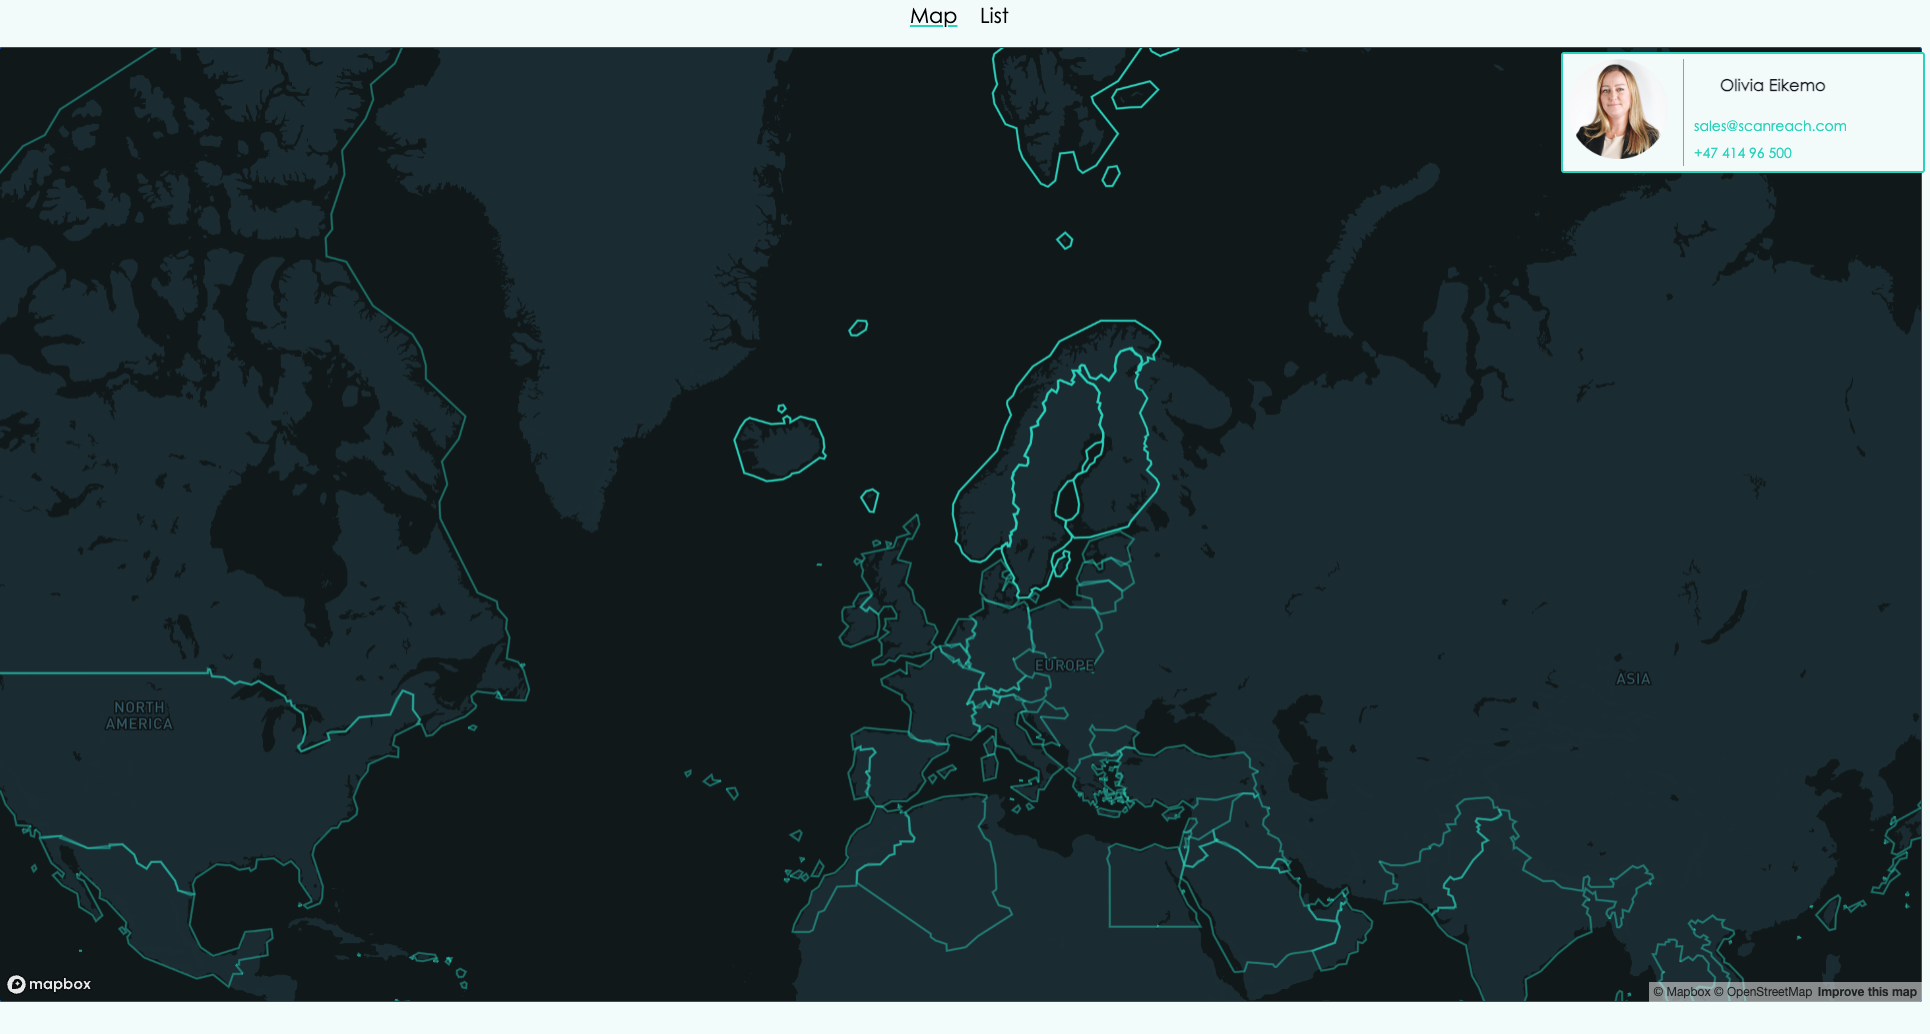 Map List
Olivia Eikemo
sales@scanreach.com
+47 414 96 500
EUROPE
ASIA
NORTH
AMERICA
mapbox
© Mapbox © OpenStreetMap Improve this map